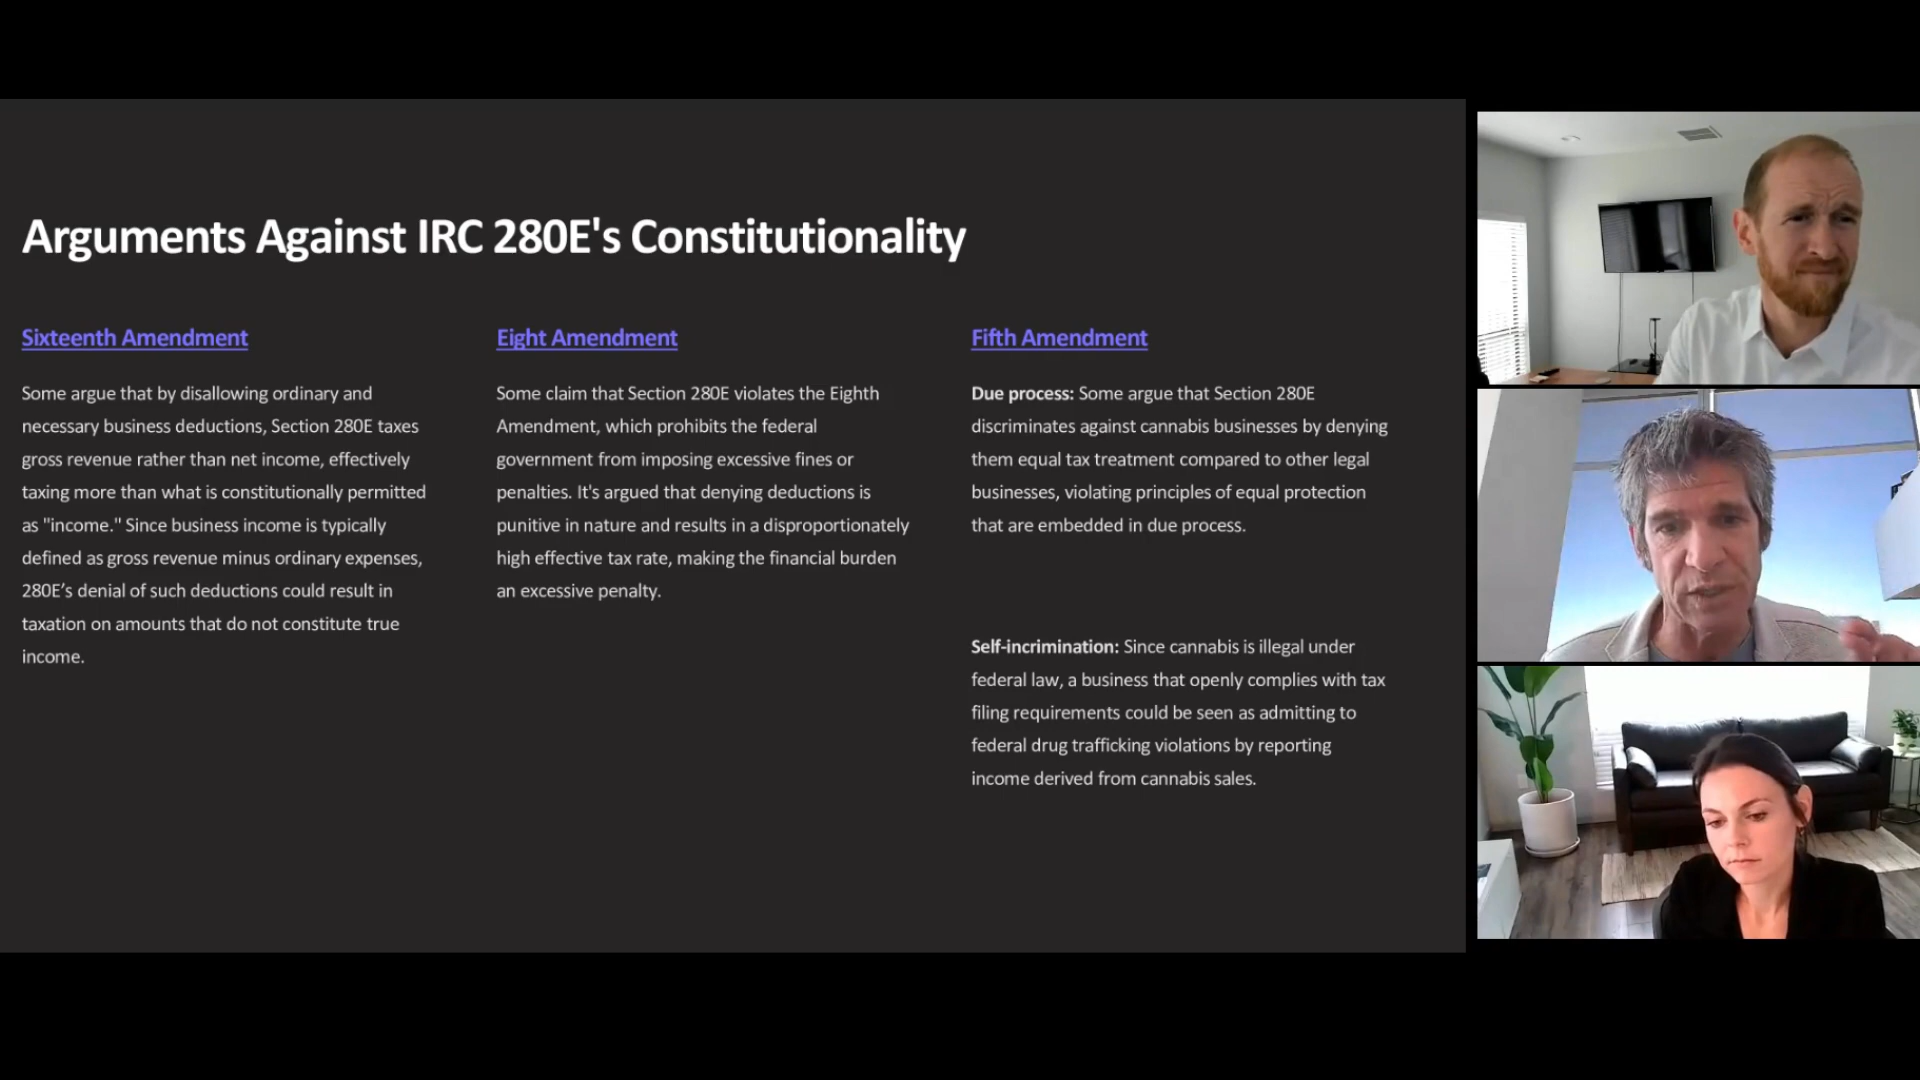 Arguments Against IRC 280E's Constitutionality
Sixteenth Amendment
Some argue that by disallowing ordinary and
necessary business deductions, Section 280E taxes
gross revenue rather than net income, effectively
taxing more than what is constitutionally permitted
as "income." Since business income is typically
defined as gross revenue minus ordinary expenses,
280E’s denial of such deductions could result in
taxation on amounts that do not constitute true
income.
Eight Amendment
Some claim that Section 280E violates the Eighth
Amendment, which prohibits the federal
government from imposing excessive fines or
penalties. It's argued that denying deductions is
punitive in nature and results in a disproportionately
high effective tax rate, making the financial burden
an excessive penalty.
Fifth Amendment
Due process: Some argue that Section 280E
discriminates against cannabis businesses by denying
them equal tax treatment compared to other legal
businesses, violating principles of equal protection
that are embedded in due process.
Self-incrimination: Since cannabis is illegal under
federal law, a business that openly complies with tax
filing requirements could be seen as admitting to
federal drug trafficking violations by reporting
income derived from cannabis sales.